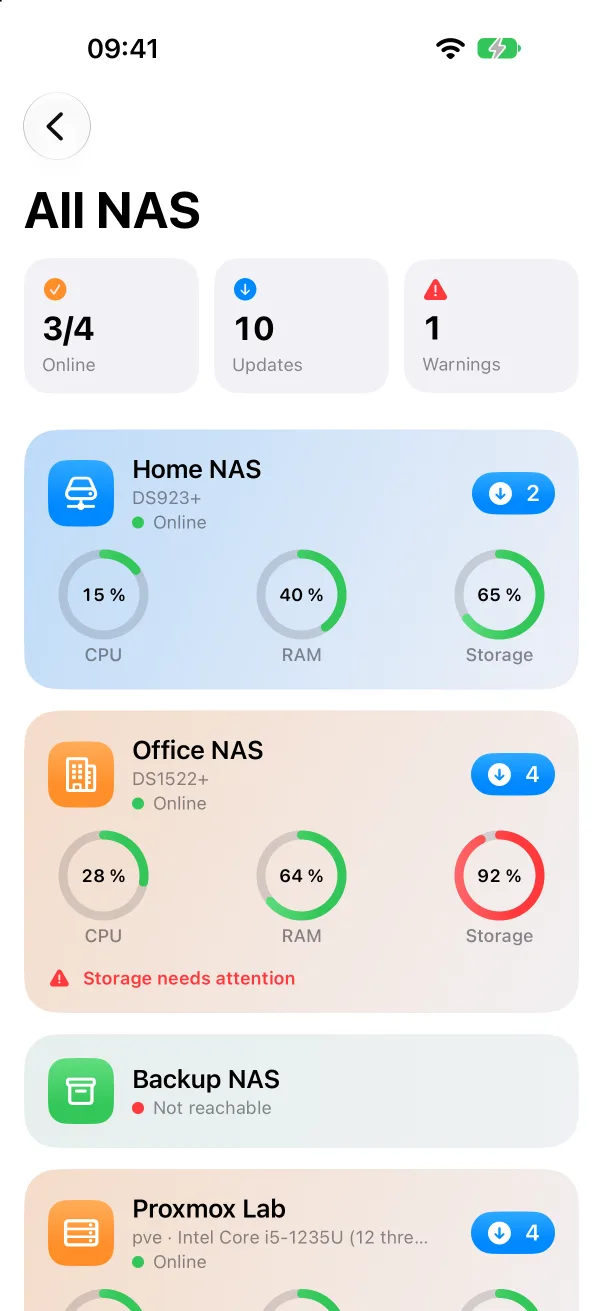 09:41
All NAS
3/4
Online
10
Updates
1
Warnings
Home NAS
DS923+
Online
2
15 %
40 %
65 %
CPU
RAM
Storage
Office NAS
DS1522+
Online
4
28 %
64 %
92 %
CPU
RAM
Storage
Storage needs attention
Backup NAS
Not reachable
Proxmox Lab
pve · Intel Core i5-1235U (12 thre...
Online
4